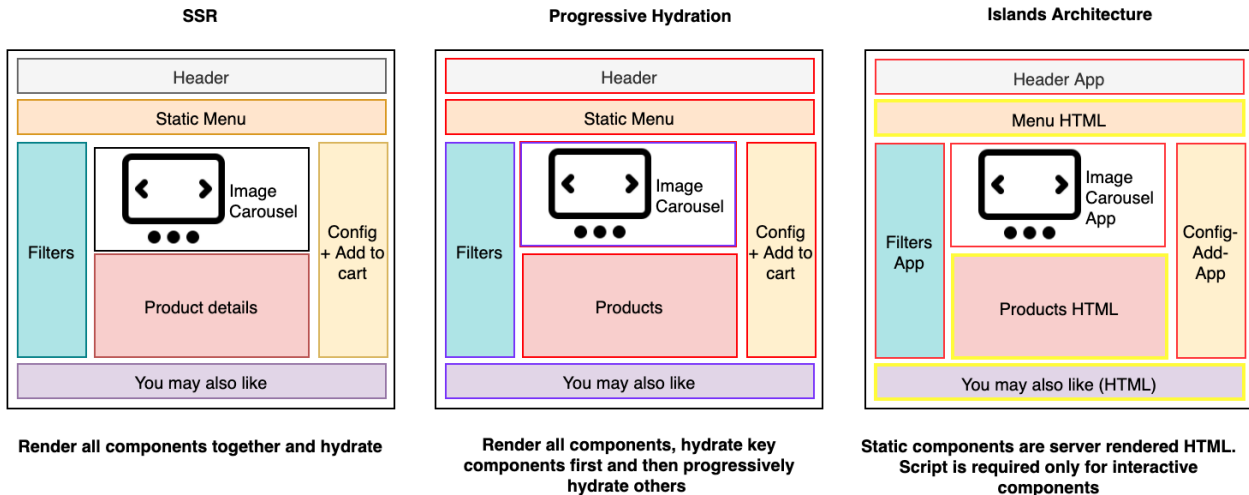 SSR
Header
Static Menu
Filters
Image
Carousel
Config
+ Add to
cart
Product details
You may also like
Render all components together and hydrate
Progressive Hydration
Header
Static Menu
Filters
Image
Carousel
Config
+ Add to
cart
Products
You may also like
Render all components, hydrate key
components first and then progressively
hydrate others
Islands Architecture
Header App
Menu HTML
Filters
App
Image
Carousel
App
Config-
Add-
App
Products HTML
You may also like (HTML)
Static components are server rendered HTML.
Script is required only for interactive
components